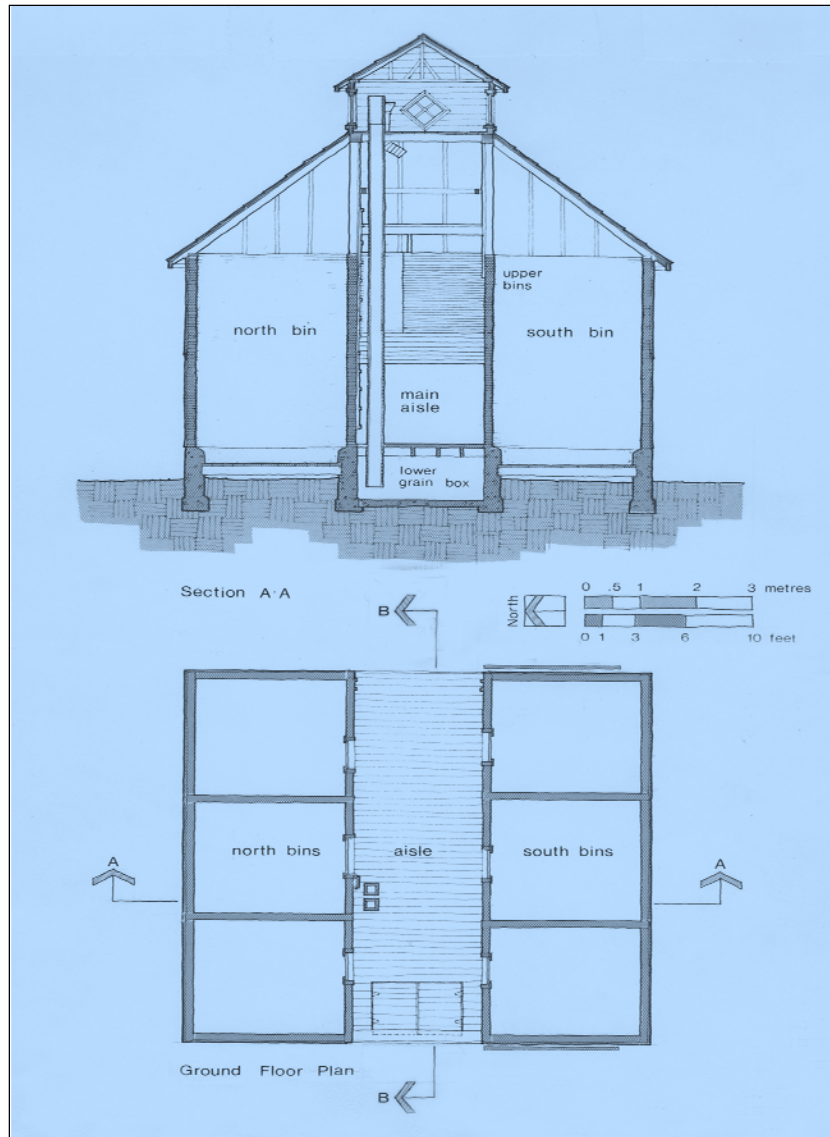 upper
bins
north bin
south bin
main
aisle
lower
grain box
Section A·A
B
North
0 .5 1 2 3 metres
0 1 3 6 10 feet
north bins
aisle
south bins
A
A
Ground Floor Plan
B